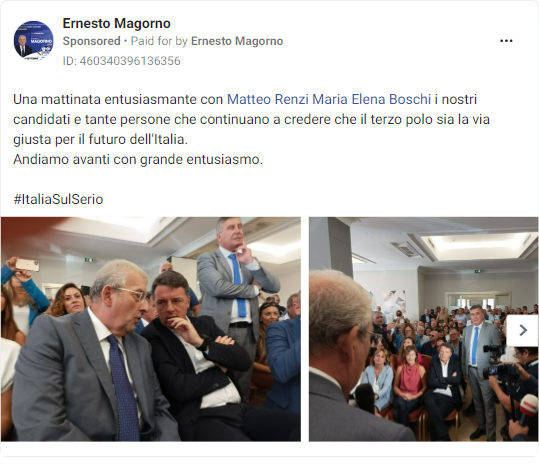 Ernesto Magorno
Sponsored • Paid for by Ernesto Magorno
ID: 460340396136356
Una mattinata entusiasmante con Matteo Renzi Maria Elena Boschi i nostri
candidati e tante persone che continuano a credere che il terzo polo sia la via
giusta per il futuro dell'Italia.
Andiamo avanti con grande entusiasmo.
#ItaliaSulSerio